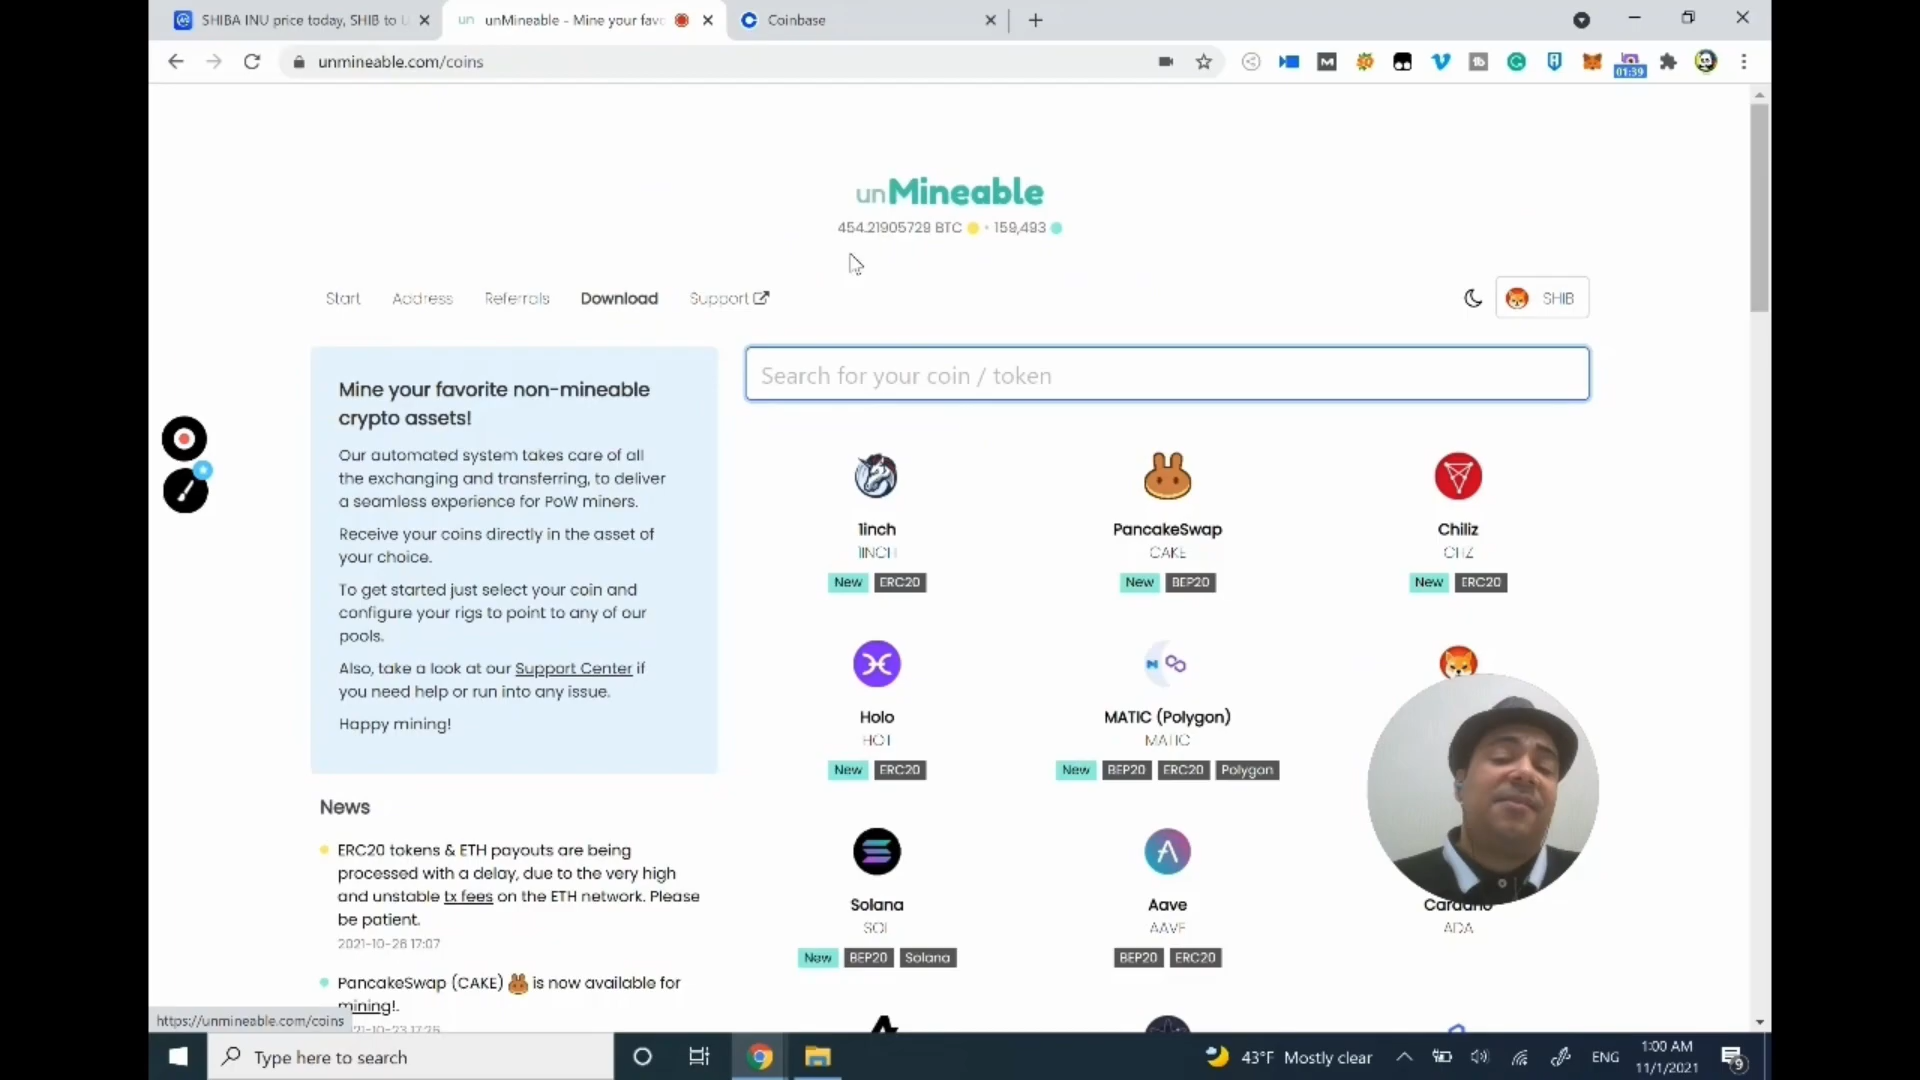 SHIBA INU price today, SHIB to U
un unMineable - Mine your favo
Coinbase
unmineable.com/coins
01:39
unMineable
454.21905729 BTC • 159,493
Start
Address
Referrals
Download
Support
SHIB
Search for your coin / token
Mine your favorite non-mineable
crypto assets!
Our automated system takes care of all
the exchanging and transferring, to deliver
a seamless experience for PoW miners.
Receive your coins directly in the asset of
your choice.
To get started just select your coin and
configure your rigs to point to any of our
pools.
Also, take a look at our Support Center if
you need help or run into any issue.
Happy mining!
1inch
1INCH
New ERC20
PancakeSwap
CAKE
New BEP20
Chiliz
CHZ
New ERC20
Holo
HOT
New ERC20
MATIC (Polygon)
MATIC
New BEP20 ERC20 Polygon
Solana
SOL
New BEP20 Solana
Aave
AAVE
BEP20 ERC20
Cardano
ADA
News
ERC20 tokens & ETH payouts are being
processed with a delay, due to the very high
and unstable tx fees on the ETH network. Please
be patient.
2021-10-26 17:07
PancakeSwap (CAKE) is now available for
mining!.
https://unmineable.com/coins
Type here to search
43°F Mostly clear
ENG
1:00 AM
11/1/2021
9